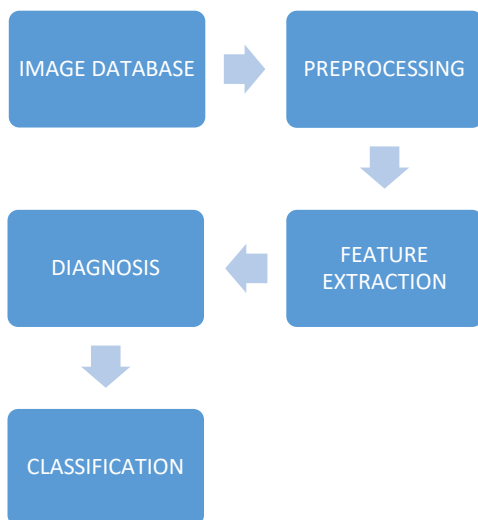 IMAGE DATABASE
PREPROCESSING
FEATURE
EXTRACTION
DIAGNOSIS
CLASSIFICATION